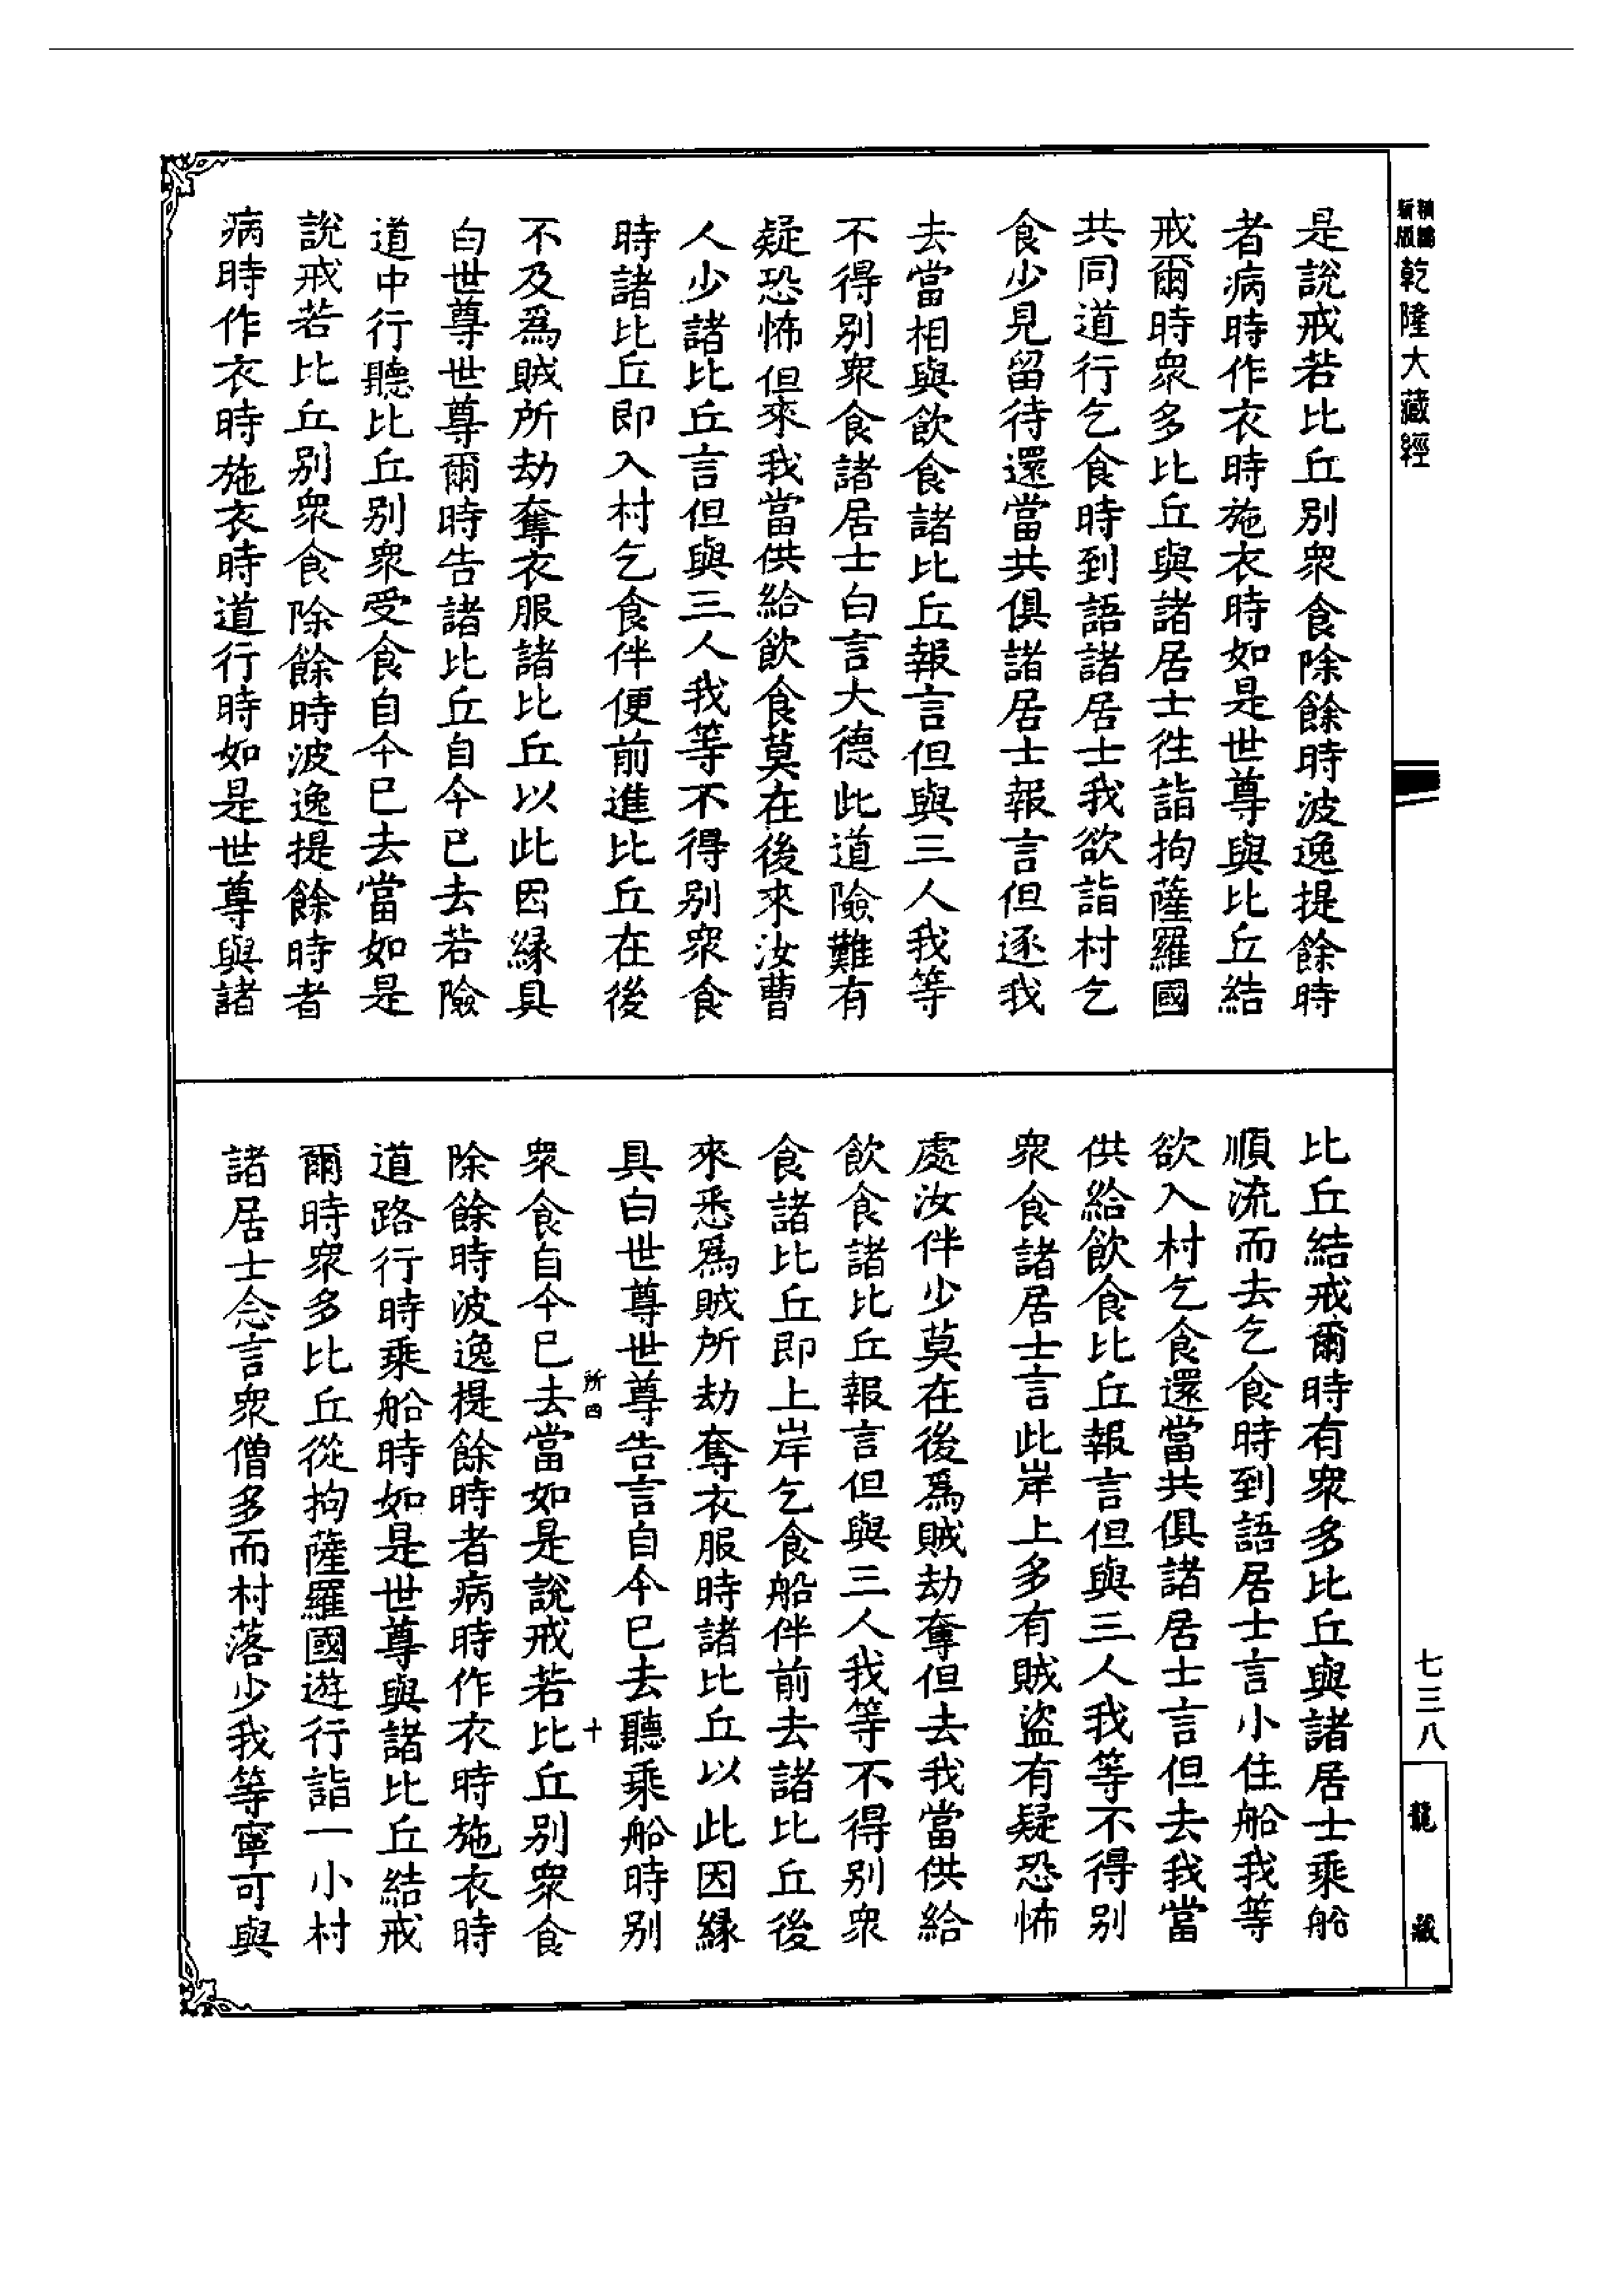 精編
新版
乾隆大藏經
是說戒若比丘別眾食除餘時波逸提餘時
者病時作衣時施衣時如是世尊與比丘結
戒爾時眾多比丘與諸居士徃詣拘薩羅國
共同道行乞食時到語諸居士我欲詣村乞
食少見留待還當共俱諸居士報言但逐我
去當相與飲食諸比丘報言但與三人我等
不得別眾食諸居士白言大德此道險難有
疑恐怖但來我當供給飲食莫在後來汝曹
人少諸比丘言但與三人我等不得別眾食
時諸比丘即入村乞食伴便前進比丘在後
不及爲賊所劫奪衣服諸比丘以此因緣具
白世尊世尊爾時告諸比丘自今已去若險
道中行聽比丘別眾受食自今已去當如是
說戒若比丘別眾食除餘時波逸提餘時者
病時作衣時施衣時道行時如是世尊與諸
比丘結戒爾時有眾多比丘與諸居士乘船
順流而去乞食時到語居士言小住船我等
欲入村乞食還當共俱諸居士言但去我當
供給飲食比丘報言但與三人我等不得別
眾食諸居士言此岸上多有賊盜有疑恐怖
處汝伴少莫在後爲賊劫奪但去我當供給
飲食諸比丘報言但與三人我等不得別眾
食諸比丘即上岸乞食船伴前去諸比丘後
來悉爲賊所劫奪衣服時諸比丘以此因緣
具白世尊世尊告言自今已去聽乘船時別
所四
十
眾食自今已去當如是說戒若比丘別眾食
除餘時波逸提餘時者病時作衣時施衣時
道路行時乘船時如是世尊與諸比丘結戒
爾時眾多比丘從拘薩羅國遊行詣一小村
諸居士念言眾僧多而村落少我等寧可與
七三八
龍藏